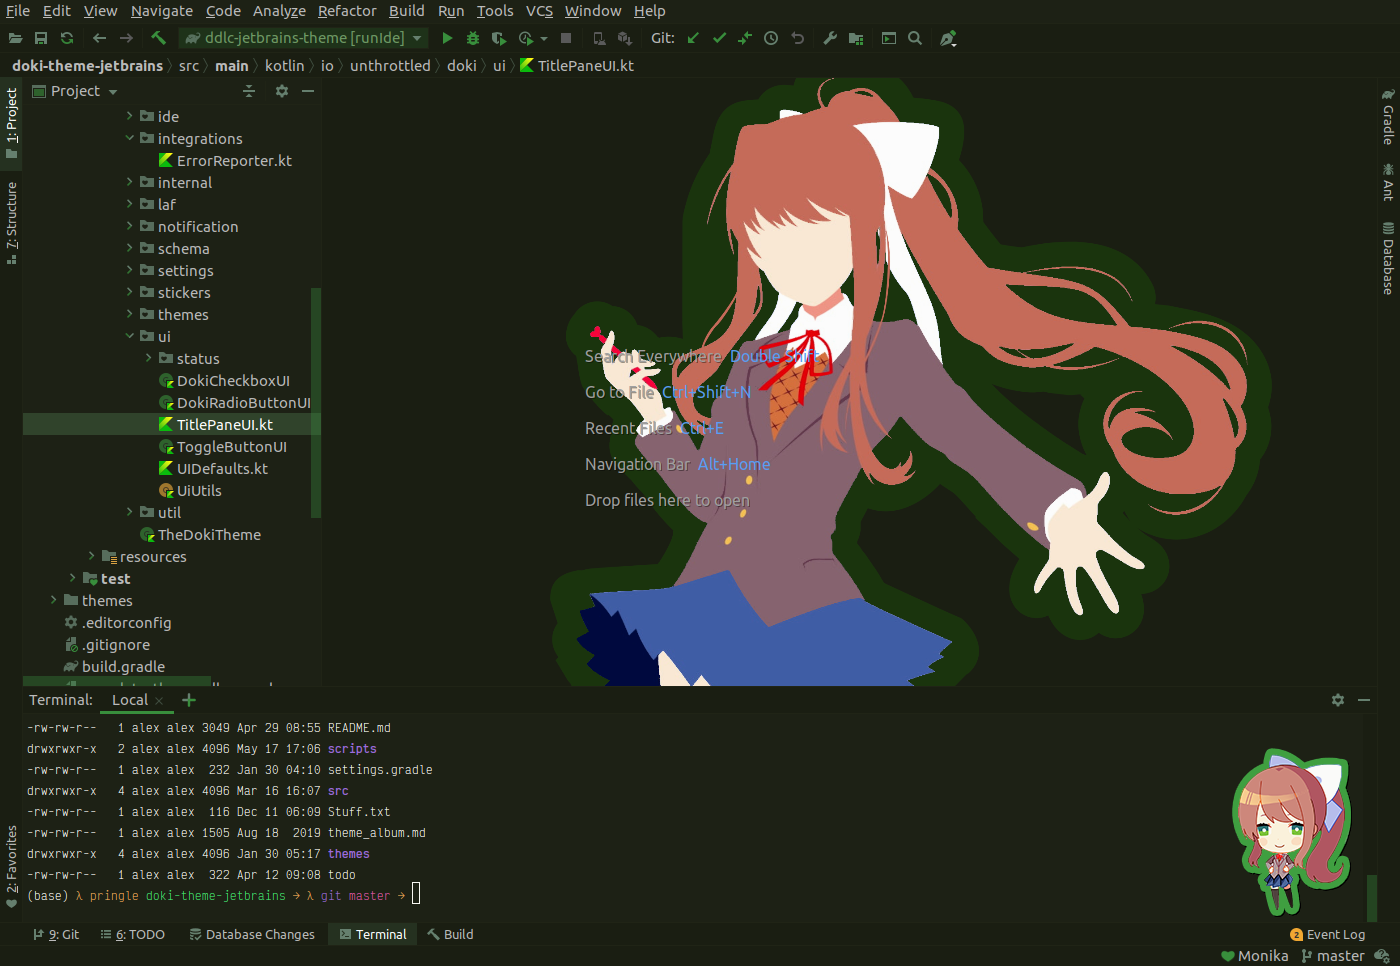 File Edit View Navigate Code Analyze Refactor Build Run Tools VCS Window Help
ddlc-jetbrains-theme [runIde] Git:
doki-theme-jetbrains src main kotlin io unthrottled doki ui TitlePaneUI.kt
1: Project
7: Structure
2: Favorites
Project
ide
integrations
ErrorReporter.kt
internal
laf
notification
schema
settings
stickers
themes
ui
status
DokiCheckboxUI
DokiRadioButtonUI
TitlePaneUI.kt
ToggleButtonUI
UIDefaults.kt
UiUtils
util
TheDokiTheme
resources
test
themes
.editorconfig
.gitignore
build.gradle
Search Everywhere Double Shift
Go to File Ctrl+Shift+N
Recent Files Ctrl+E
Navigation Bar Alt+Home
Drop files here to open
Gradle
Ant
Database
Terminal: Local
-rw-rw-r-- 1 alex alex 3049 Apr 29 08:55 README.md
drwxrwxr-x 2 alex alex 4096 May 17 17:06 scripts
-rw-rw-r-- 1 alex alex 232 Jan 30 04:10 settings.gradle
drwxrwxr-x 4 alex alex 4096 Mar 16 16:07 src
-rw-rw-r-- 1 alex alex 116 Dec 11 06:09 Stuff.txt
-rw-rw-r-- 1 alex alex 1505 Aug 18 2019 theme_album.md
drwxrwxr-x 4 alex alex 4096 Jan 30 05:17 themes
-rw-rw-r-- 1 alex alex 322 Apr 12 09:08 todo
(base) λ pringle doki-theme-jetbrains → λ git master →
9: Git 6: TODO Database Changes Terminal Build 2 Event Log
Monika master